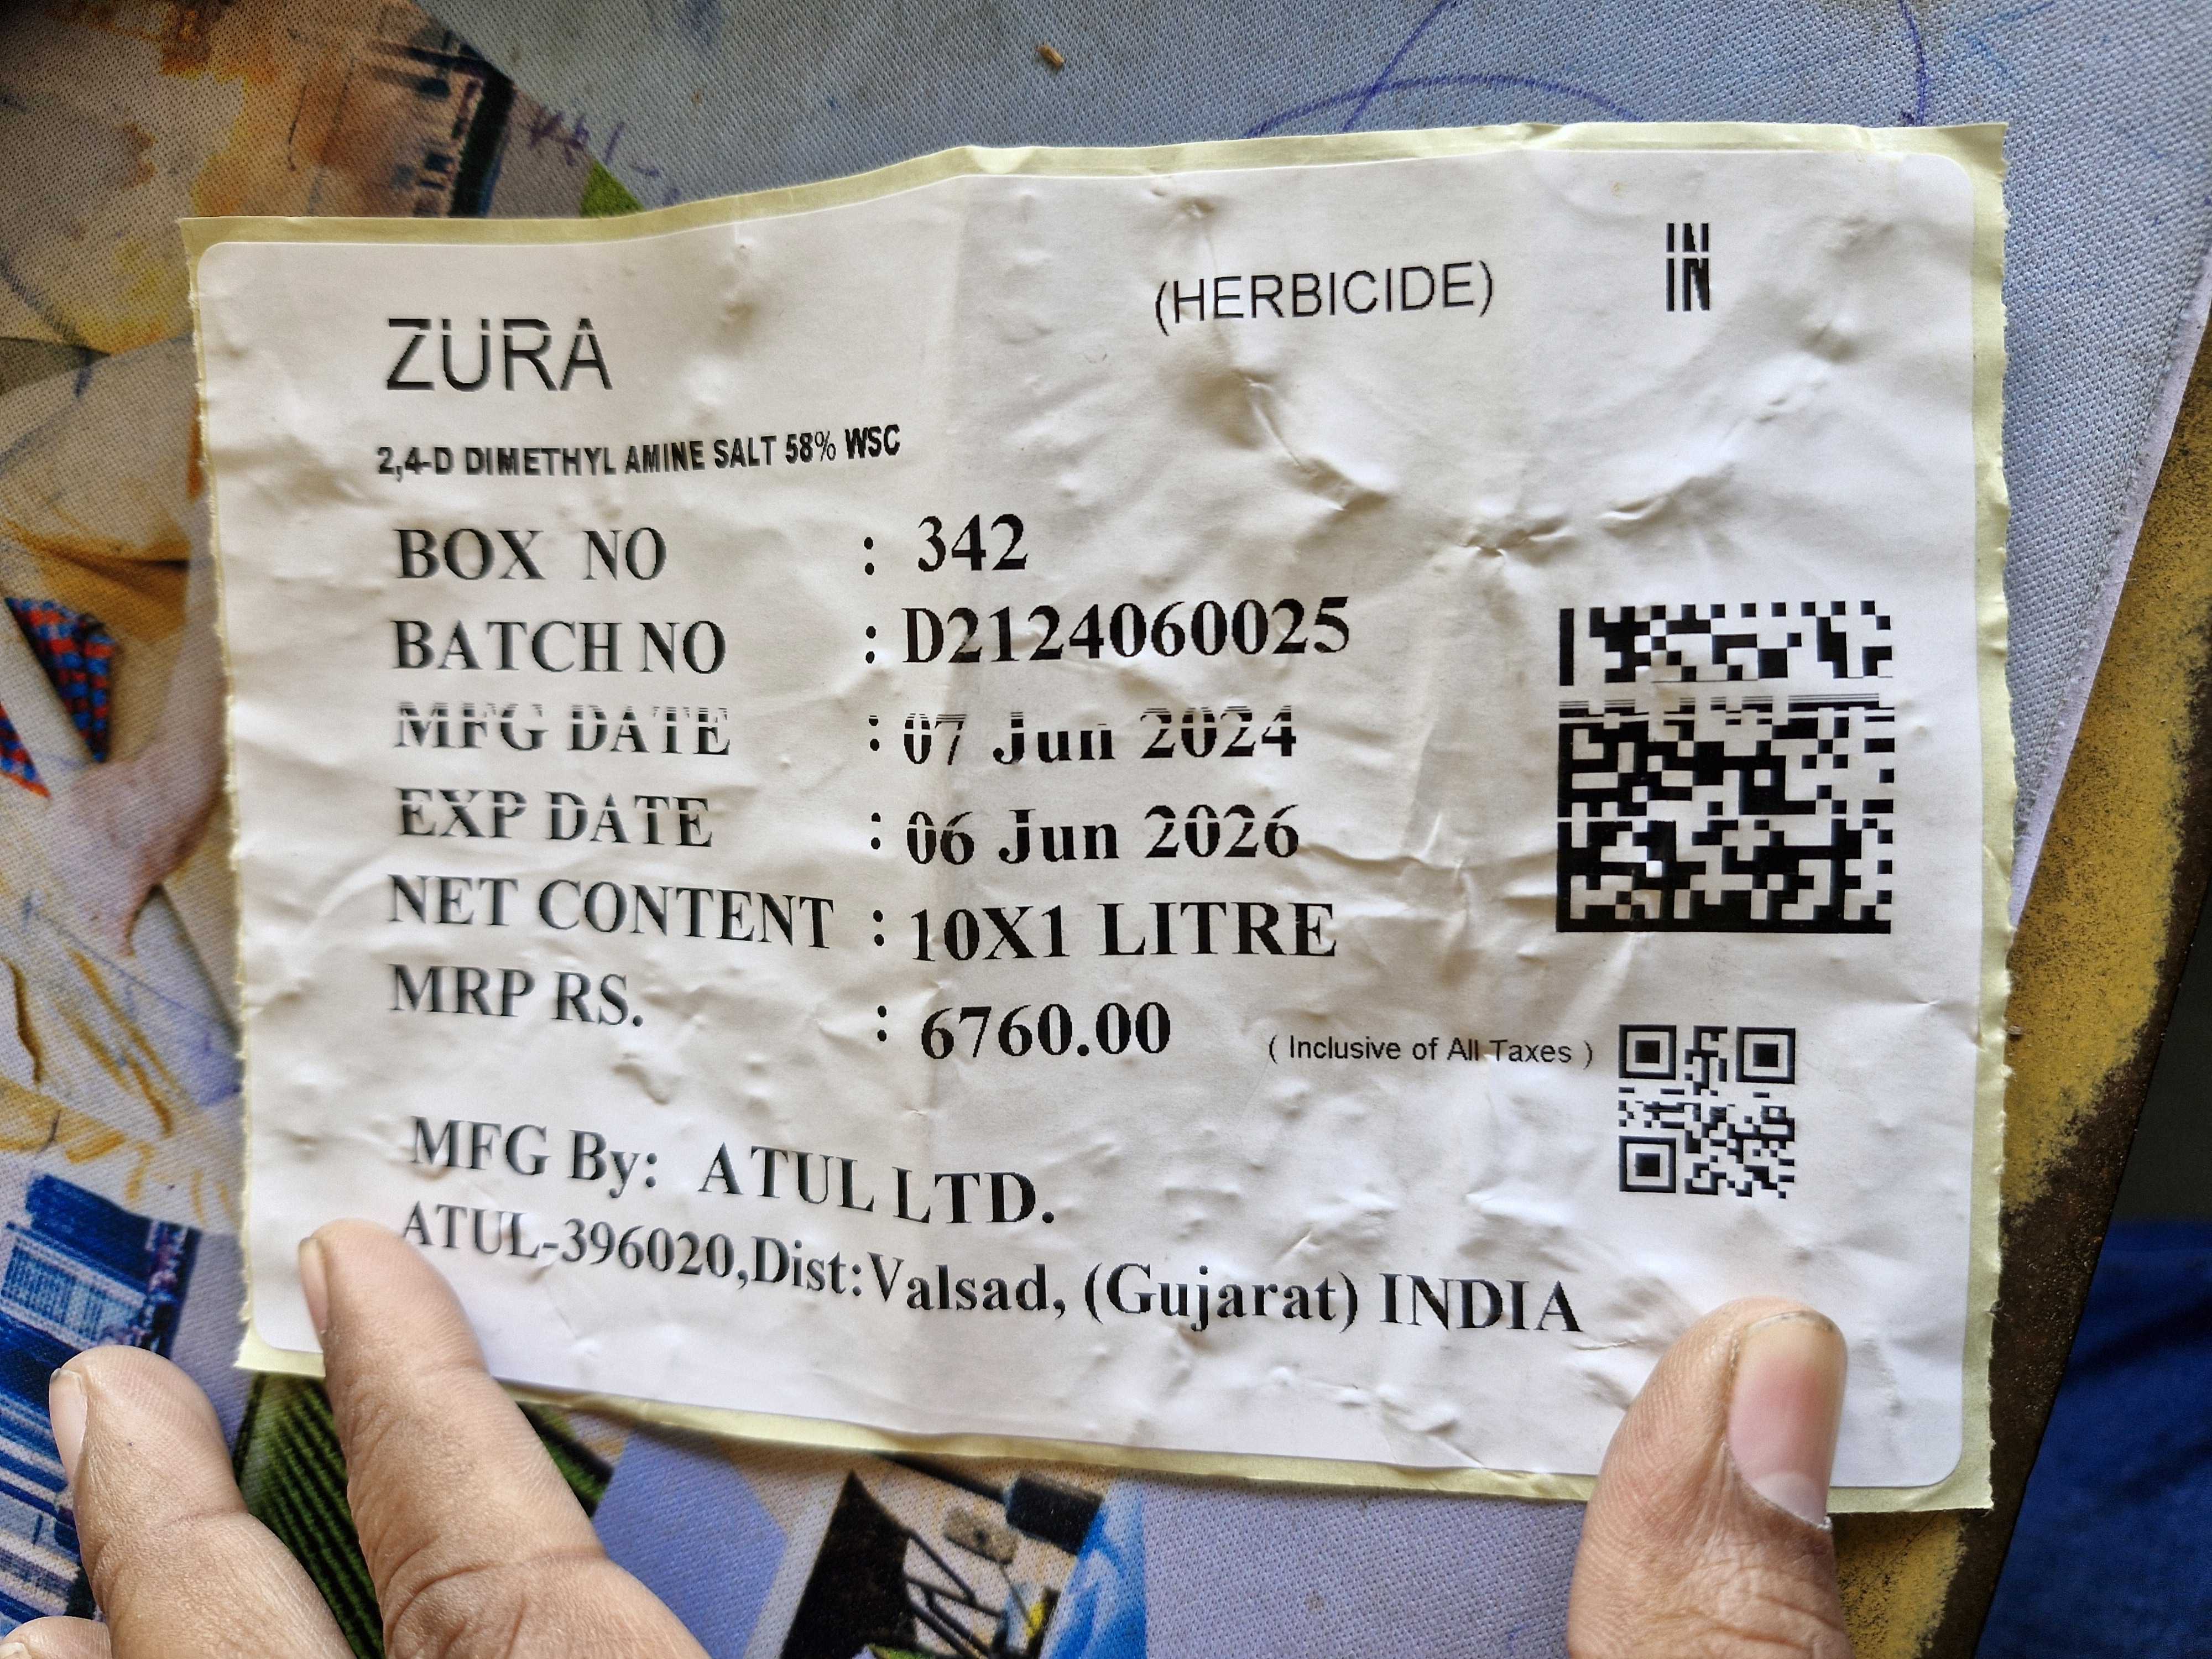 ZURA (HERBICIDE) IN
2,4-D DIMETHYL AMINE SALT 58% WSC
BOX NO : 342
BATCH NO : D2124060025
MFG DATE : 07 Jun 2024
EXP DATE : 06 Jun 2026
NET CONTENT : 10X1 LITRE
MRP RS. : 6760.00 ( Inclusive of All Taxes )
MFG By: ATUL LTD.
ATUL-396020,Dist:Valsad, (Gujarat) INDIA